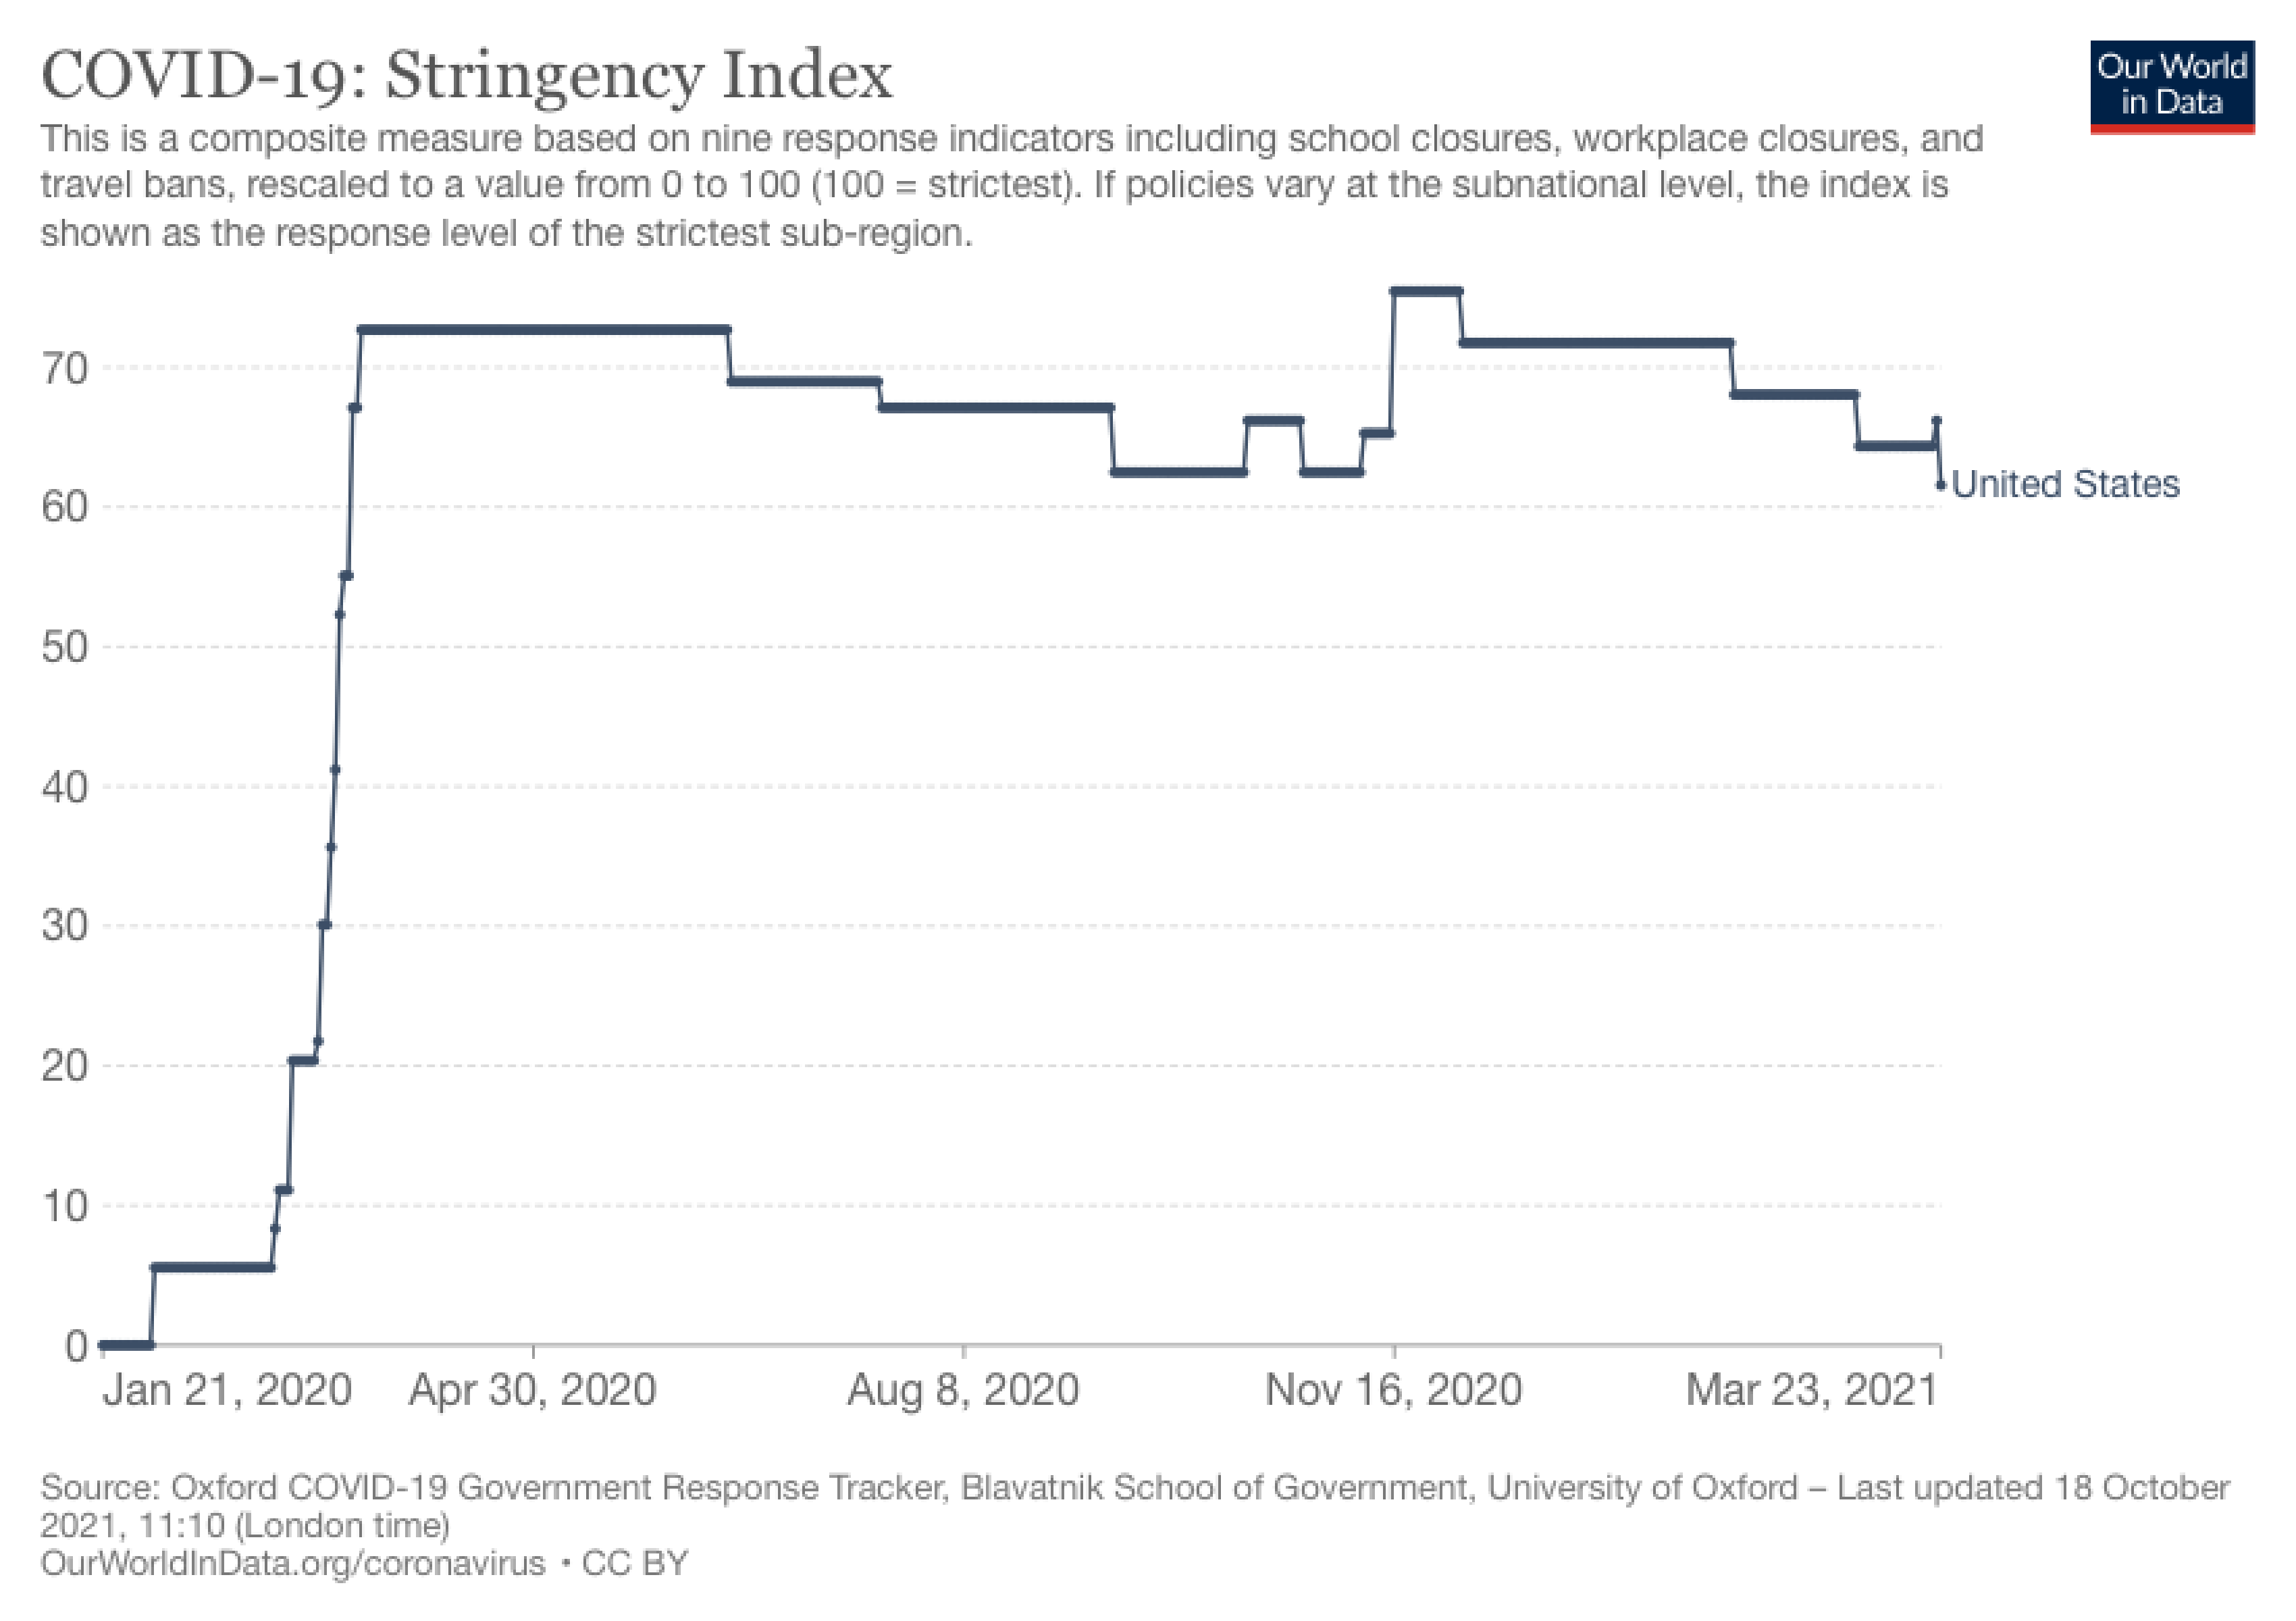 COVID-19: Stringency Index
Our World
in Data
This is a composite measure based on nine response indicators including school closures, workplace closures, and
travel bans, rescaled to a value from 0 to 100 (100 = strictest). If policies vary at the subnational level, the index is
shown as the response level of the strictest sub-region.
70
60
50
40
30
20
10
0
United States
Jan 21, 2020 Apr 30, 2020 Aug 8, 2020 Nov 16, 2020 Mar 23, 2021
Source: Oxford COVID-19 Government Response Tracker, Blavatnik School of Government, University of Oxford – Last updated 18 October
2021, 11:10 (London time)
OurWorldInData.org/coronavirus • CC BY